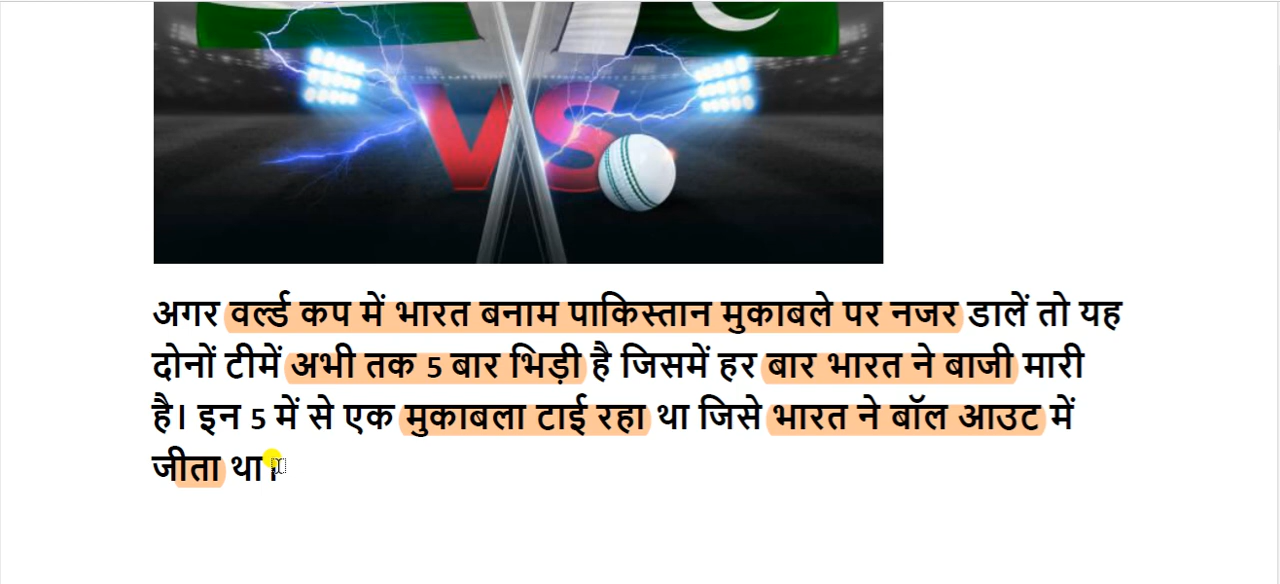 VS
अगर वर्ल्ड कप में भारत बनाम पाकिस्तान मुकाबले पर नजर डालें तो यह
दोनों टीमें अभी तक 5 बार भिड़ी है जिसमें हर बार भारत ने बाजी मारी
है। इन 5 में से एक मुकाबला टाई रहा था जिसे भारत ने बॉल आउट में
जीता था।